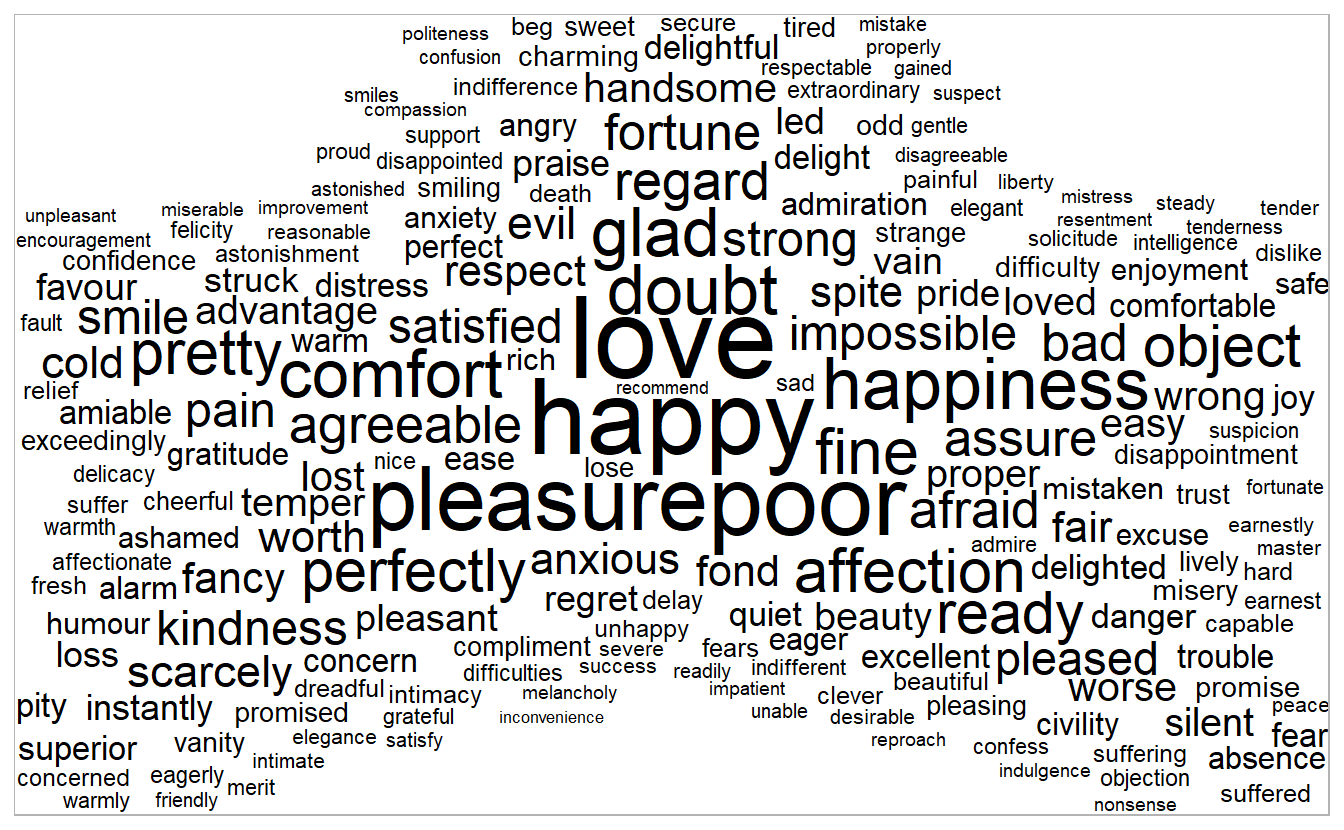 politeness beg sweet secure tired mistake
confusion charming delightful respectable properly gained
smiles indifference handsome extraordinary suspect
compassion support angry fortune led odd gentle
proud disappointed praise delight disagreeable
astonished smiling death regard painful liberty
unpleasant miserable improvement anxiety evil glad admiration elegant mistress steady tender
encouragement felicity reasonable perfect strong strange resentment tenderness
confidence astonishment respect vain solicitude intelligence dislike
favour struck distress doubt spite pride difficulty enjoyment safe
fault smile advantage satisfied love impossible loved comfortable
cold pretty warm comfort rich bad object
relief recommend sad happiness wrong joy
amiable pain agreeable happy fine assure easy suspicion
exceedingly gratitude disappointment
delicacy lost nice ease lose proper mistaken trust fortunate
suffer cheerful temper pleasure poor afraid fair excuse earnestly
warmth ashamed worth admire master
affectionate fancy perfectly anxious fond affection delighted lively hard
fresh alarm regret delay misery earnest
humour kindness pleasant unhappy quiet beauty ready danger capable
loss scarcely concern compliment severe fears eager excellent pleased trouble
dreadful intimacy difficulties success readily indifferent beautiful worse promise
pity instantly promised grateful melancholy inconvenience impatient unable clever desirable pleasing civility silent peace
superior vanity elegance satisfy reproach confess suffering fear
concerned eagerly intimate indulgence objection absence
warmly friendly merit nonsense suffered